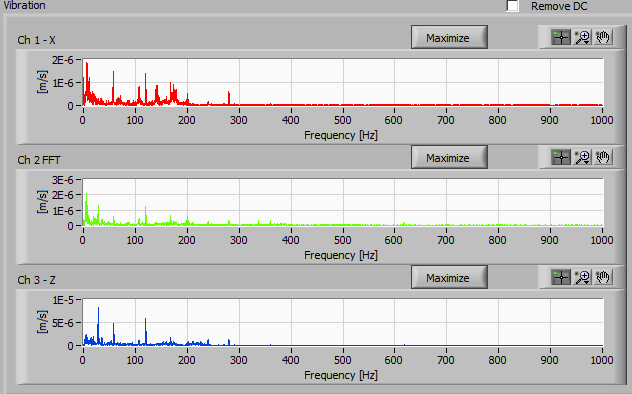 Vibration
Remove DC
Ch 1 - X
Maximize
2E-6
1E-6
0
[m/s]
0 100 200 300 400 500 600 700 800 900 1000
Frequency [Hz]
Ch 2 FFT
Maximize
3E-6
2E-6
1E-6
0
[m/s]
0 100 200 300 400 500 600 700 800 900 1000
Frequency [Hz]
Ch 3 - Z
Maximize
1E-5
5E-6
0
[m/s]
0 100 200 300 400 500 600 700 800 900 1000
Frequency [Hz]